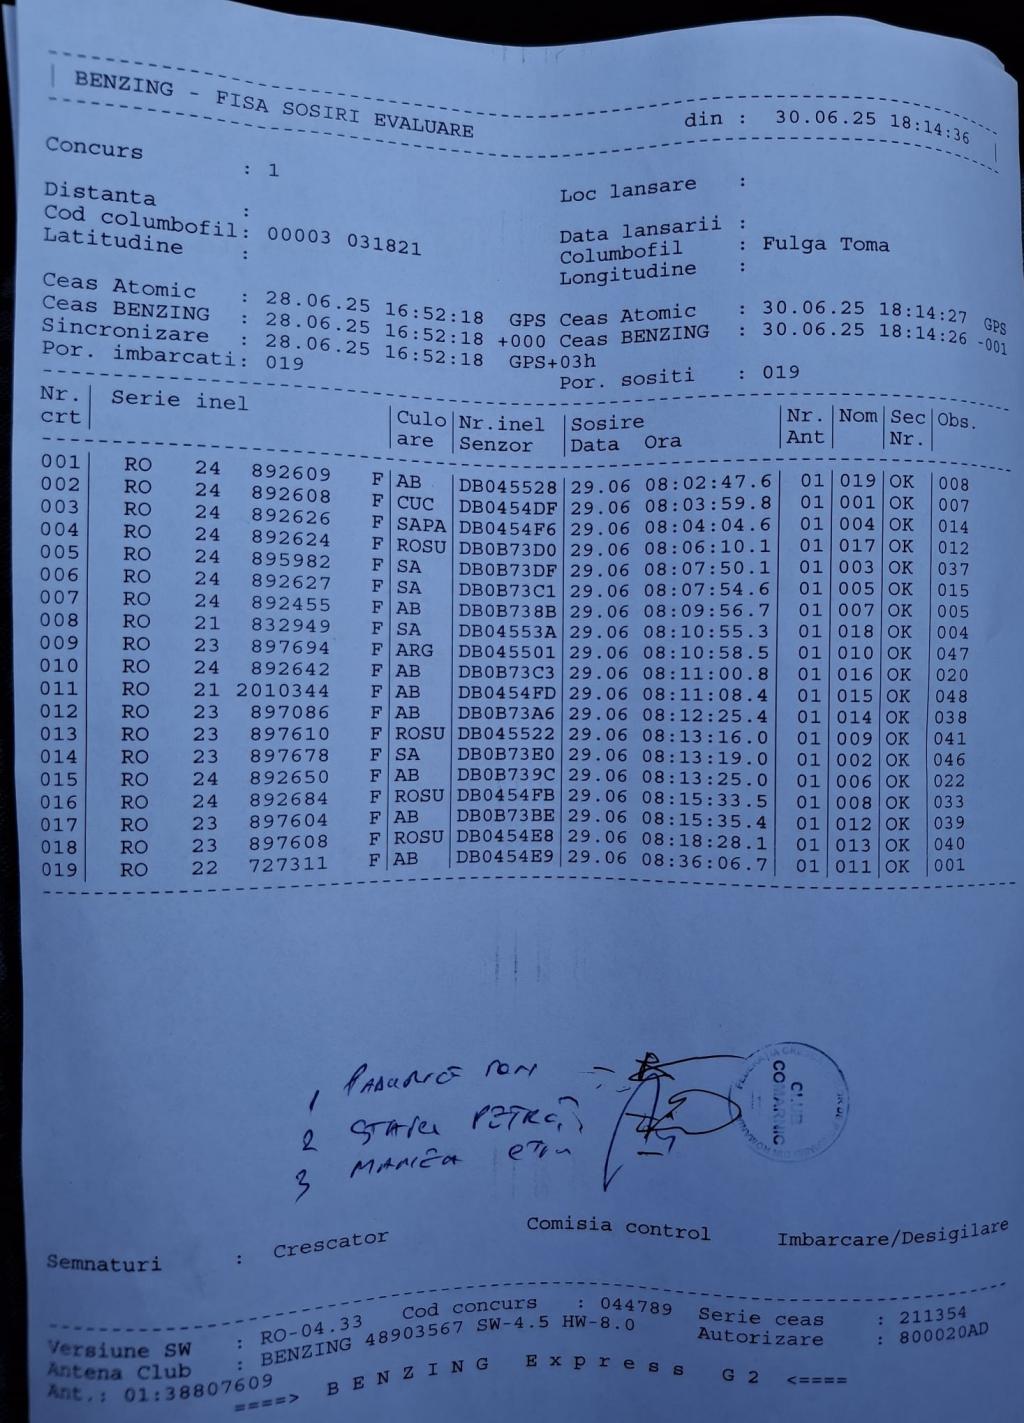 BENZING - FISA SOSIRI EVALUARE din : 30.06.25 18:14:36
Concurs : 1 Loc lansare :
Distanta : Data lansarii :
Cod columbofil: 00003 031821 Columbofil : Fulga Toma
Latitudine : Longitudine :
Ceas Atomic : 28.06.25 16:52:18 GPS Ceas Atomic : 30.06.25 18:14:27 GPS
Ceas BENZING : 28.06.25 16:52:18 +000 Ceas BENZING : 30.06.25 18:14:26 -001
Sincronizare : 28.06.25 16:52:18 GPS+03h
Por. imbarcati: 019 Por. sositi : 019
Nr. Serie inel Culo Nr.inel Sosire Nr. Nom Sec Obs.
crt are Senzor Data Ora Ant Nr.
001 RO 24 892609 F AB DB045528 29.06 08:02:47.6 01 019 OK 008
002 RO 24 892608 F CUC DB0454DF 29.06 08:03:59.8 01 001 OK 007
003 RO 24 892626 F SAPA DB0454F6 29.06 08:04:04.6 01 004 OK 014
004 RO 24 892624 F ROSU DB0B73D0 29.06 08:06:10.1 01 017 OK 012
005 RO 24 895982 F SA DB0B73DF 29.06 08:07:50.1 01 003 OK 037
006 RO 24 892627 F SA DB0B73C1 29.06 08:07:54.6 01 005 OK 015
007 RO 24 892455 F AB DB0B738B 29.06 08:09:56.7 01 007 OK 005
008 RO 21 832949 F SA DB04553A 29.06 08:10:55.3 01 018 OK 004
009 RO 23 897694 F ARG DB045501 29.06 08:10:58.5 01 010 OK 047
010 RO 24 892642 F AB DB0B73C3 29.06 08:11:00.8 01 016 OK 020
011 RO 21 2010344 F AB DB0454FD 29.06 08:11:08.4 01 015 OK 048
012 RO 23 897086 F AB DB0B73A6 29.06 08:12:25.4 01 014 OK 038
013 RO 23 897610 F ROSU DB045522 29.06 08:13:16.0 01 009 OK 041
014 RO 23 897678 F SA DB0B73E0 29.06 08:13:19.0 01 002 OK 046
015 RO 24 892650 F AB DB0B739C 29.06 08:13:25.0 01 006 OK 022
016 RO 24 892684 F ROSU DB0454FB 29.06 08:15:33.5 01 008 OK 033
017 RO 23 897604 F AB DB0B73BE 29.06 08:15:35.4 01 012 OK 039
018 RO 23 897608 F ROSU DB0454E8 29.06 08:18:28.1 01 013 OK 040
019 RO 22 727311 F AB DB0454E9 29.06 08:36:06.7 01 011 OK 001
1
2
3 MANEA
CLUB
COMARNIC
Semnaturi : Crescator Comisia control Imbarcare/Desigilare
Versiune SW : RO-04.33 Cod concurs : 044789 Serie ceas : 211354
Antena Club : BENZING 48903567 SW-4.5 HW-8.0 Autorizare : 800020AD
Ant.: 01:38807609
====> BENZING Express G2 <====